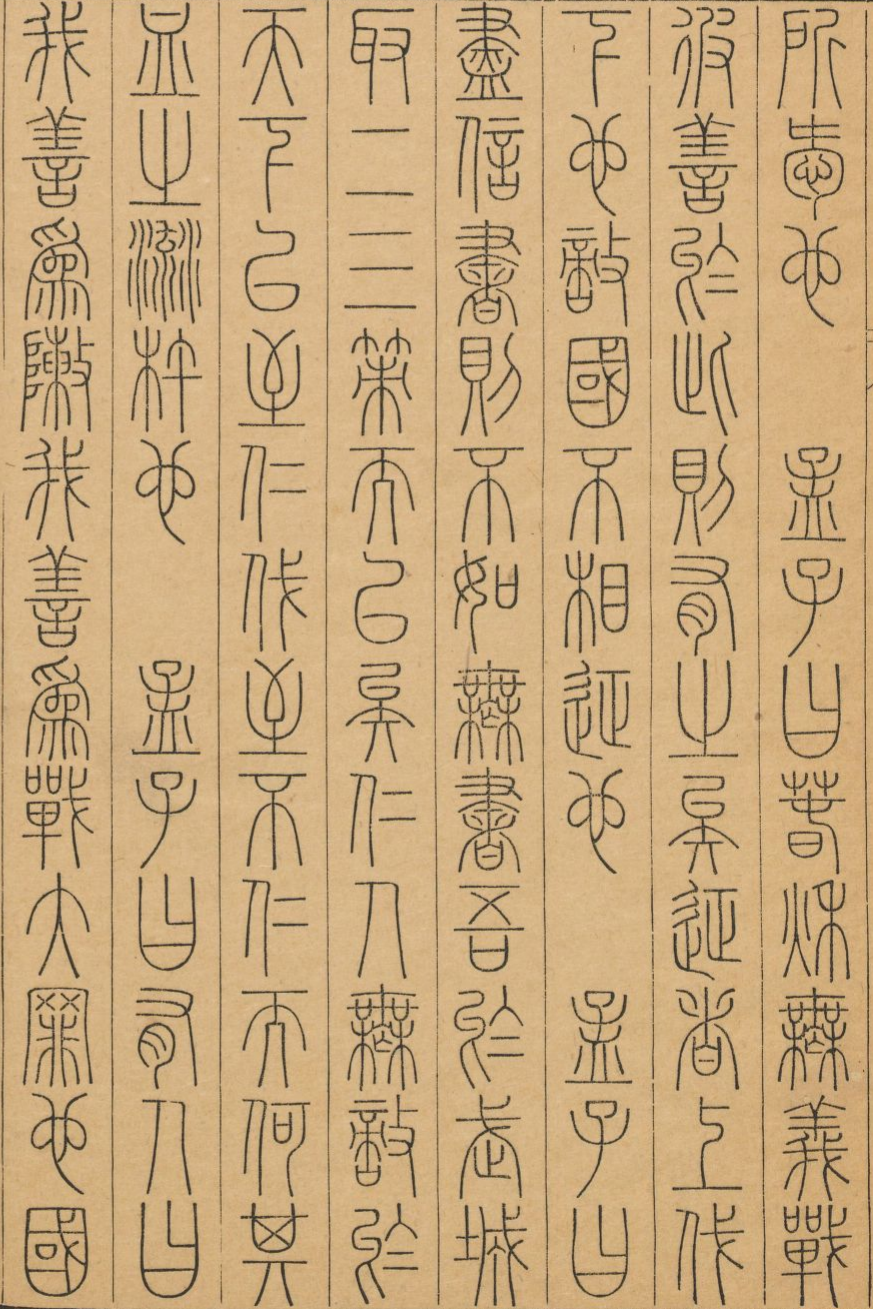 所㤅也　孟子曰春秋無義戰
彼善於此則有之矣征者上伐
下也敵國不相征也　孟子曰
盡信書則不如無書吾於武城
取二三策而已矣仁人無敵於
天下以至仁伐至不仁而何其
血之流杵也　孟子曰有人曰
我善爲陳我善爲戰大罪也國